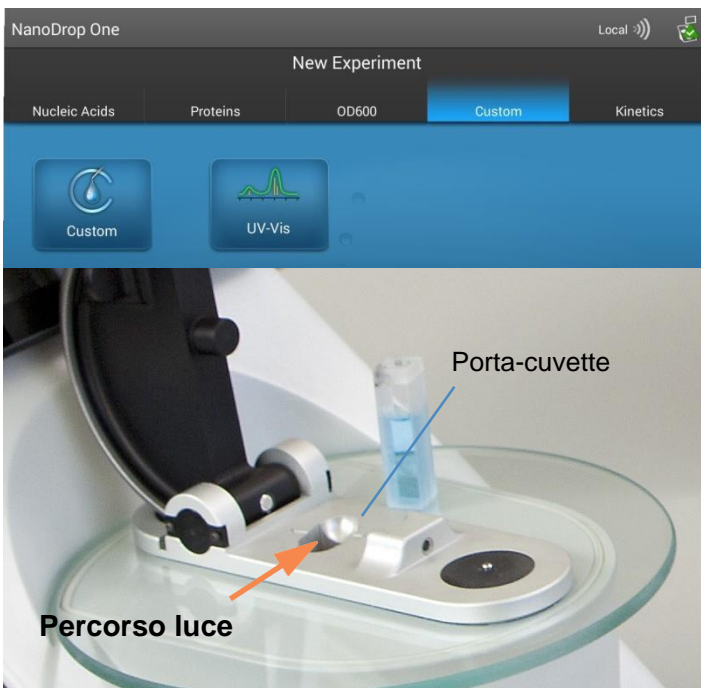 NanoDrop One
Local
New Experiment
Nucleic Acids
Proteins
OD600
Custom
Kinetics
Custom
UV-Vis
Porta-cuvette
Percorso luce